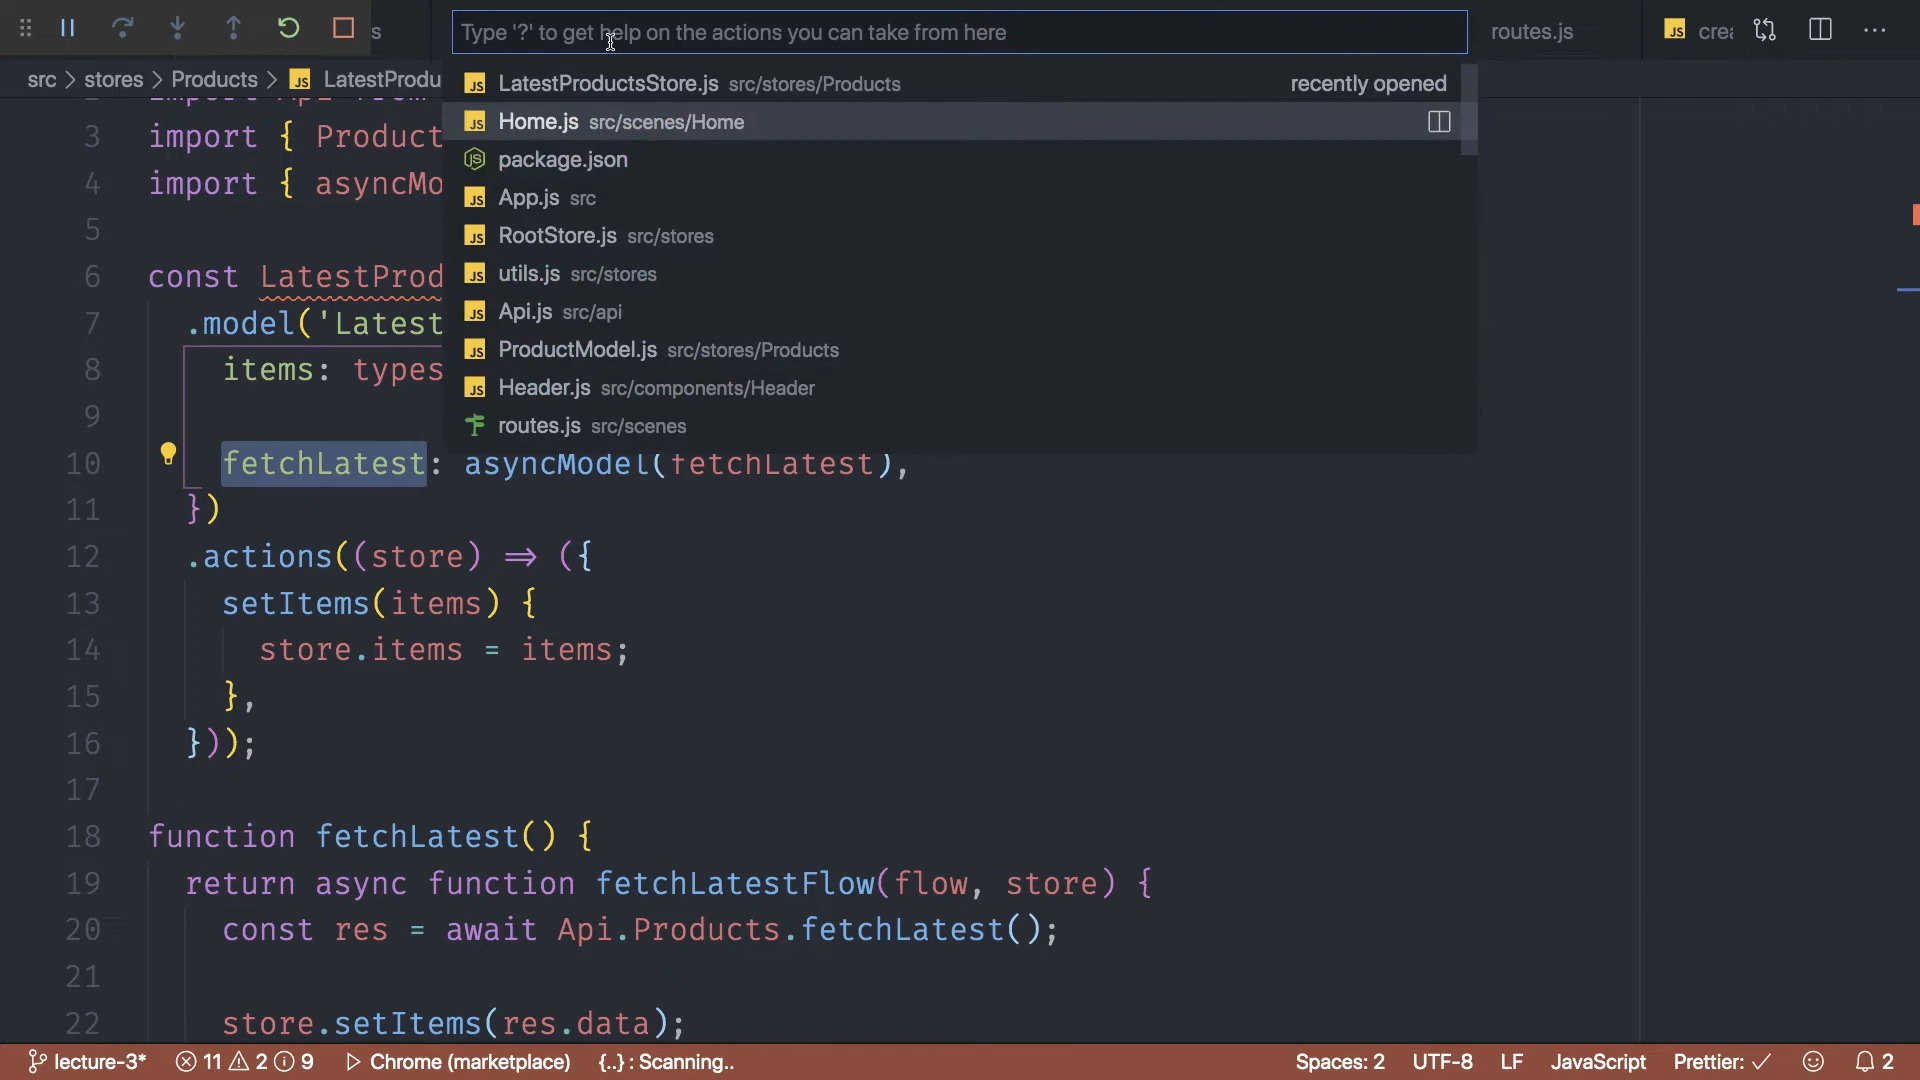 s
Type '?' to get help on the actions you can take from here
routes.js
JS
src > stores > Products > JS
LatestProductsStore.js src/stores/Products recently opened
Home.js src/scenes/Home
package.json
App.js src
RootStore.js src/stores
utils.js src/stores
Api.js src/api
ProductModel.js src/stores/Products
Header.js src/components/Header
routes.js src/scenes
3 import { Product
4 import { asyncMo
5
6 const LatestProd
7 .model('Latest
8 items: types
9
10 fetchLatest: asyncModel(fetchLatest),
11 })
12 .actions((store) => ({
13 setItems(items) {
14 store.items = items;
15 },
16 }));
17
18 function fetchLatest() {
19 return async function fetchLatestFlow(flow, store) {
20 const res = await Api.Products.fetchLatest();
21
22 store.setItems(res.data);
lecture-3* 11 2 9 Chrome (marketplace) {..} : Scanning.. Spaces: 2 UTF-8 LF JavaScript Prettier: ✓ 2